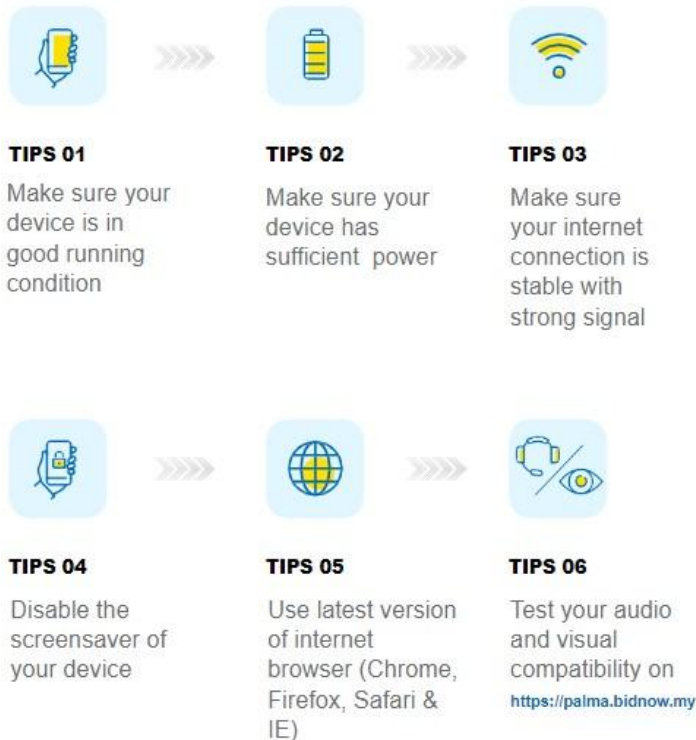 TIPS 01
Make sure your
device is in
good running
condition
TIPS 02
Make sure your
device has
sufficient power
TIPS 03
Make sure
your internet
connection is
stable with
strong signal
TIPS 04
Disable the
screensaver of
your device
TIPS 05
Use latest version
of internet
browser (Chrome,
Firefox, Safari &
IE)
TIPS 06
Test your audio
and visual
compatibility on
https://palma.bidnow.my